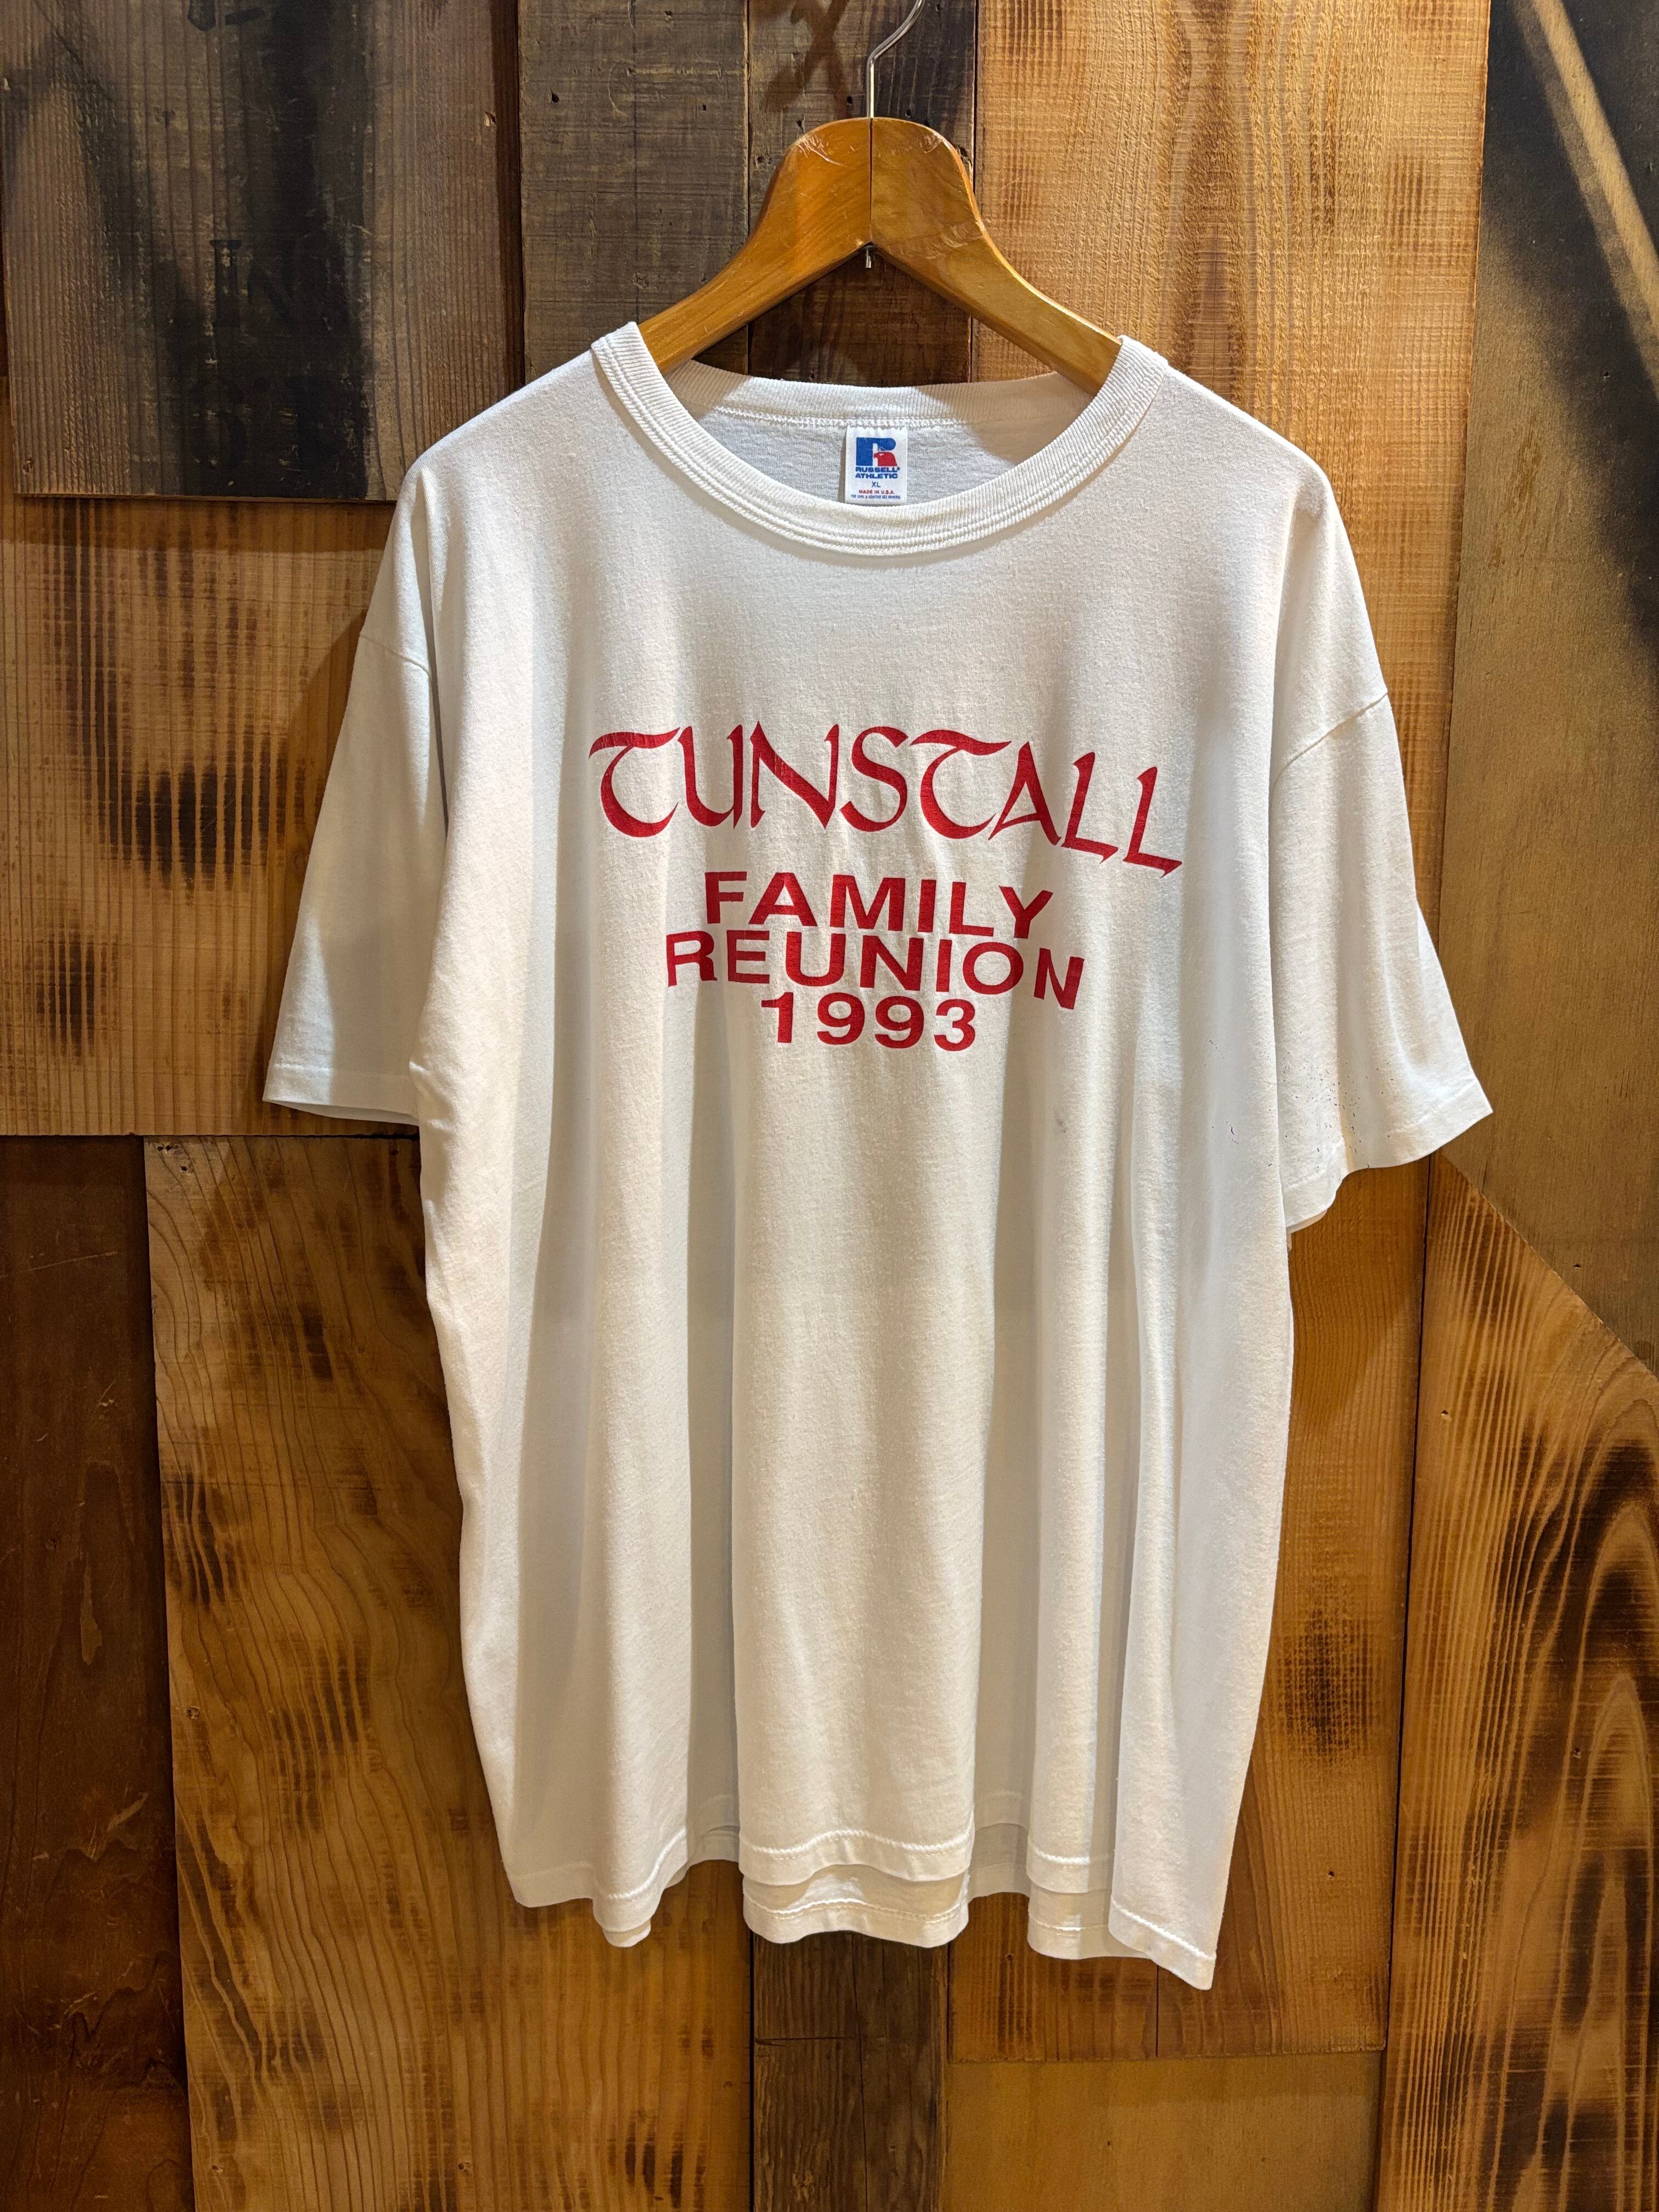 R
RUSSELL
ATHLETIC
XL
MADE IN U.S.A.
TUNSTALL
FAMILY
REUNION
1993